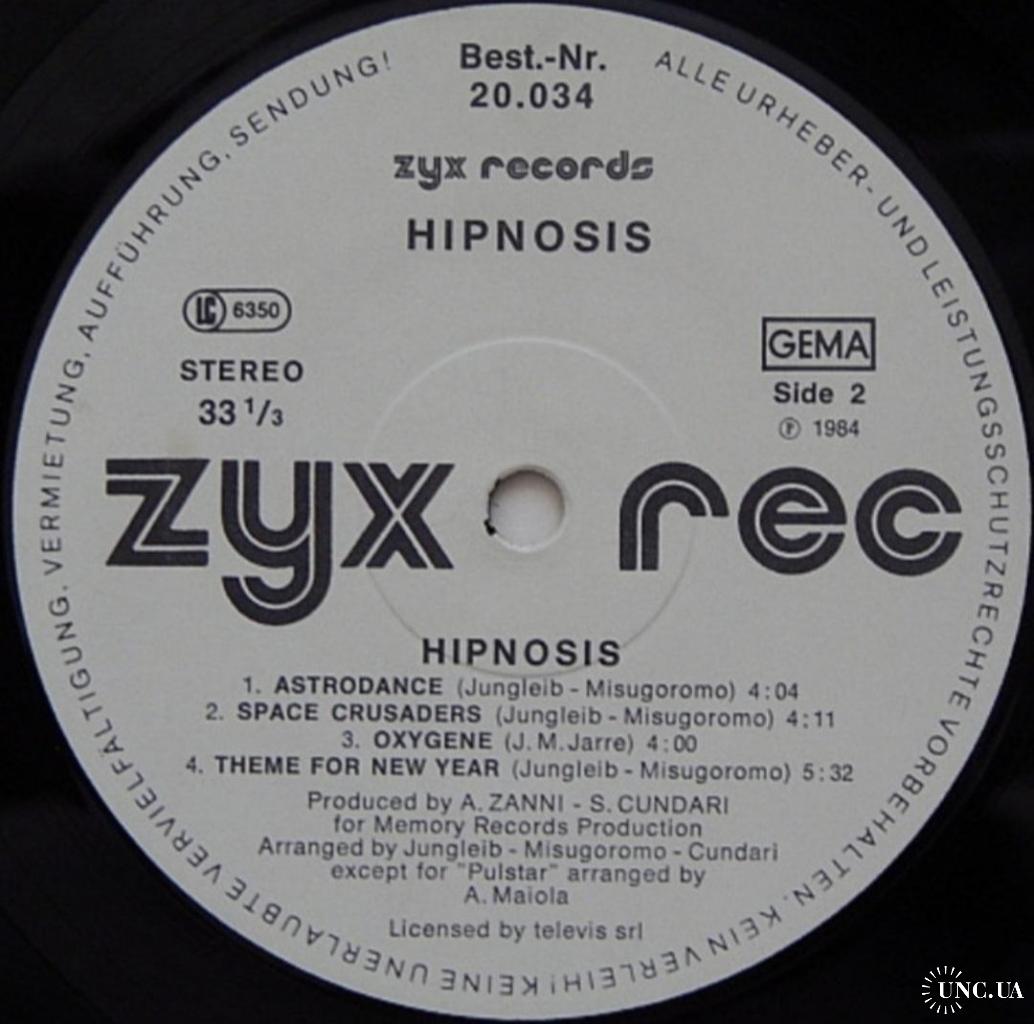 Best.-Nr.
20.034
zyx records
HIPNOSIS
LC 6350
STEREO
33 1/3
GEMA
Side 2
Ⓟ 1984
zyx rec
HIPNOSIS
1. ASTRODANCE (Jungleib - Misugoromo) 4:04
2. SPACE CRUSADERS (Jungleib - Misugoromo) 4:11
3. OXYGENE (J.M.Jarre) 4:00
4. THEME FOR NEW YEAR (Jungleib - Misugoromo) 5:32
Produced by A. ZANNI - S. CUNDARI
for Memory Records Production
Arranged by Jungleib - Misugoromo - Cundari
except for "Pulstar" arranged by
A. Maiola
Licensed by televis srl
ALLE URHEBER- UND LEISTUNGSSCHUTZRECHTE VORBEHALTEN. KEIN VERLEIH! KEINE UNERLAUBTE VERVIELFÄLTIGUNG, VERMIETUNG, AUFFÜHRUNG, SENDUNG!
UNC.UA